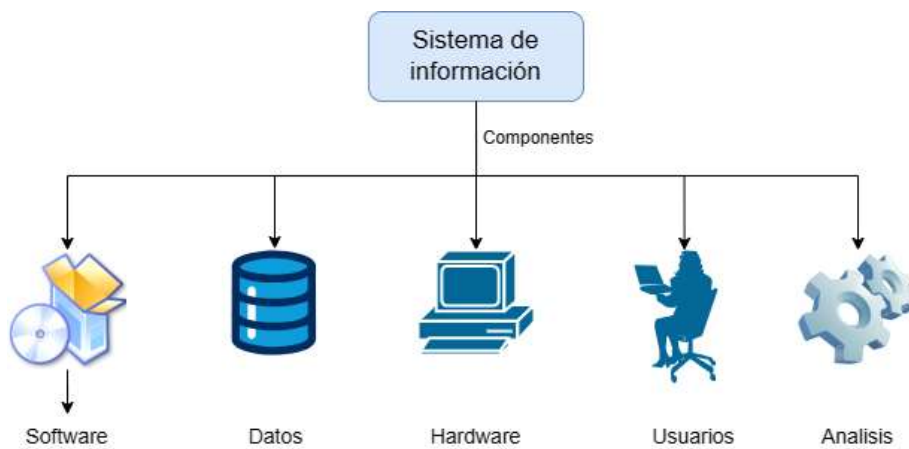 Sistema de
información
Componentes
Software
Datos
Hardware
Usuarios
Analisis